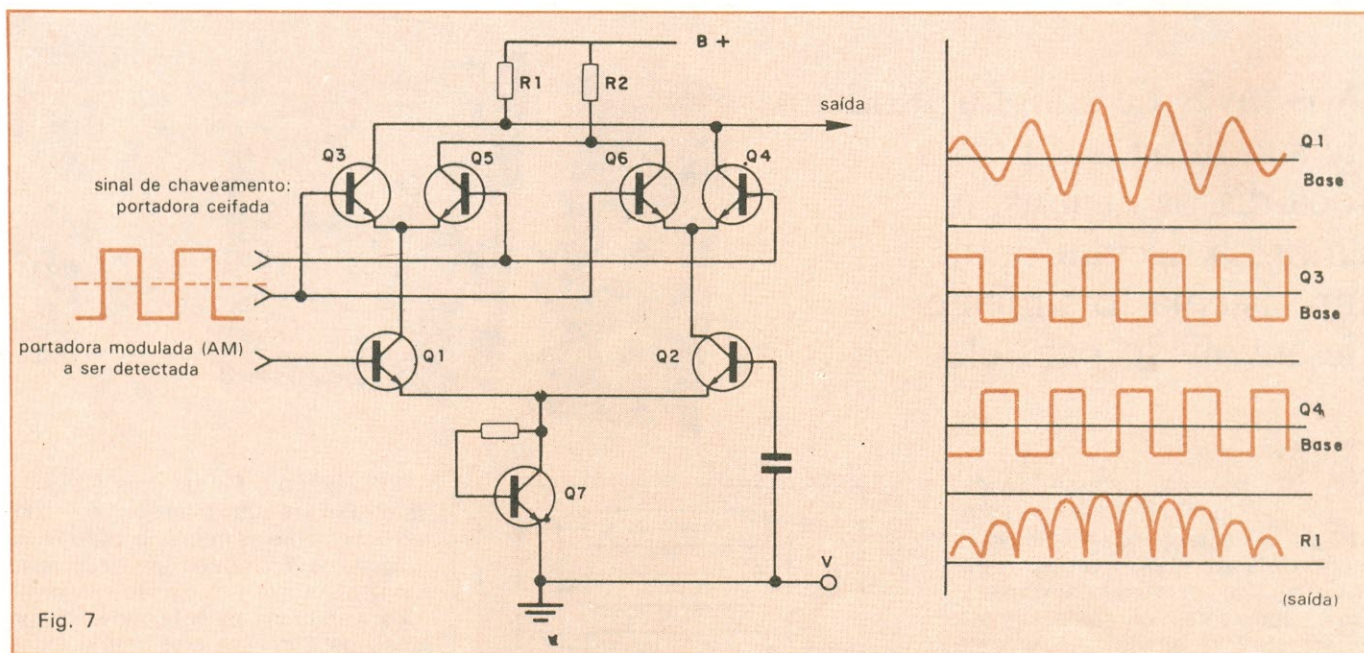 B +
R1
R2
saída
Q3
Q5
Q6
Q4
sinal de chaveamento:
portadora ceifada
portadora modulada (AM)
a ser detectada
Q1
Q2
Q7
V
Fig. 7
Q1
Base
Q3
Base
Q4
Base
R1
(saída)